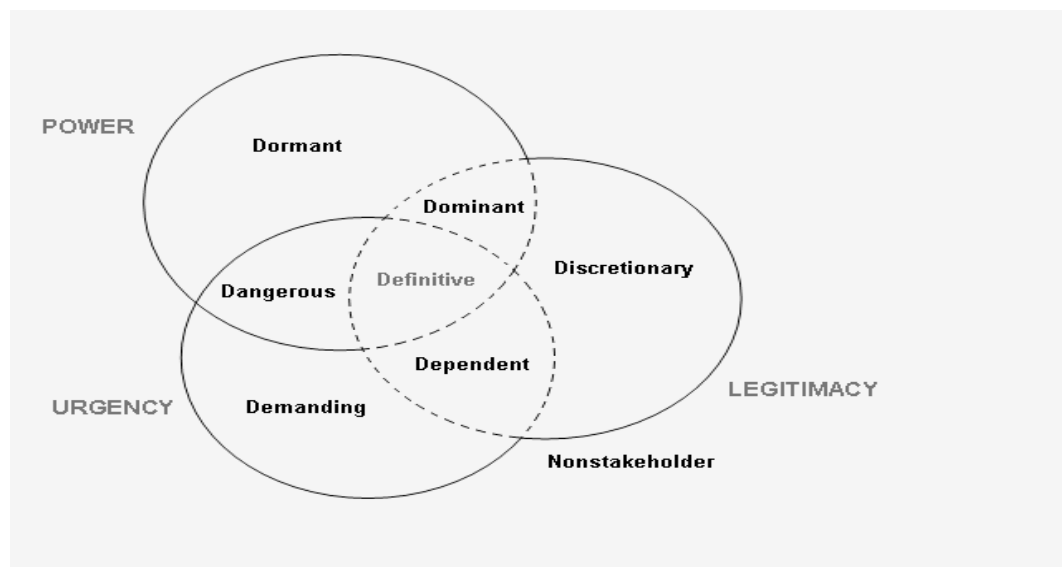 POWER
Dormant
Dominant
Discretionary
Definitive
Dangerous
Dependent
LEGITIMACY
URGENCY
Demanding
Nonstakeholder